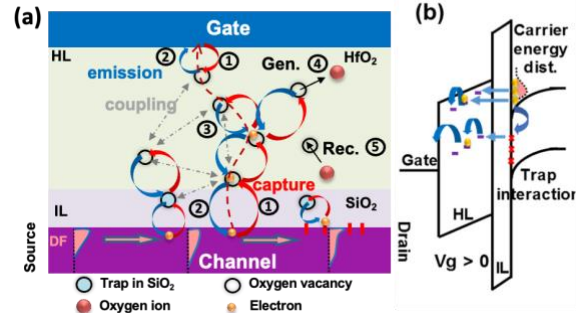 (a)
Gate
HL
②
①
HfO₂
emission
Gen. ④
coupling
③
Rec. ⑤
capture
IL
②
①
SiO₂
Source
DF
Channel
Trap in SiO₂
Oxygen vacancy
Oxygen ion
Electron
(b)
Carrier
energy
dist.
Gate
Trap
interaction
HL
Drain
Vg > 0
IL